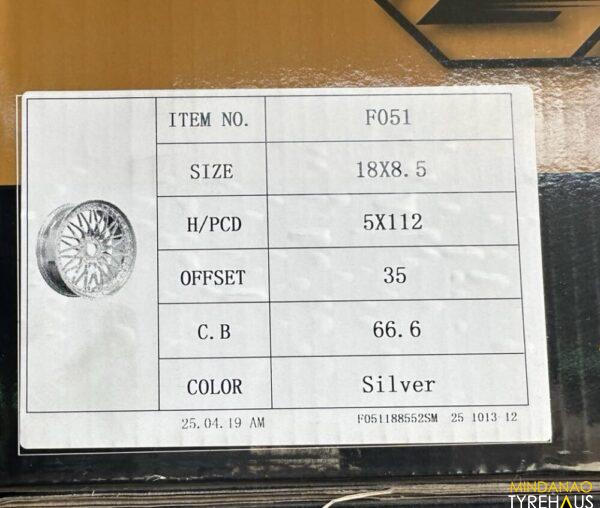 ITEM NO. F051
SIZE 18X8.5
H/PCD 5X112
OFFSET 35
C.B 66.6
COLOR Silver
25.04.19 AM F051188552SM 25 1013-12
MINDANAO
TYREHAUS